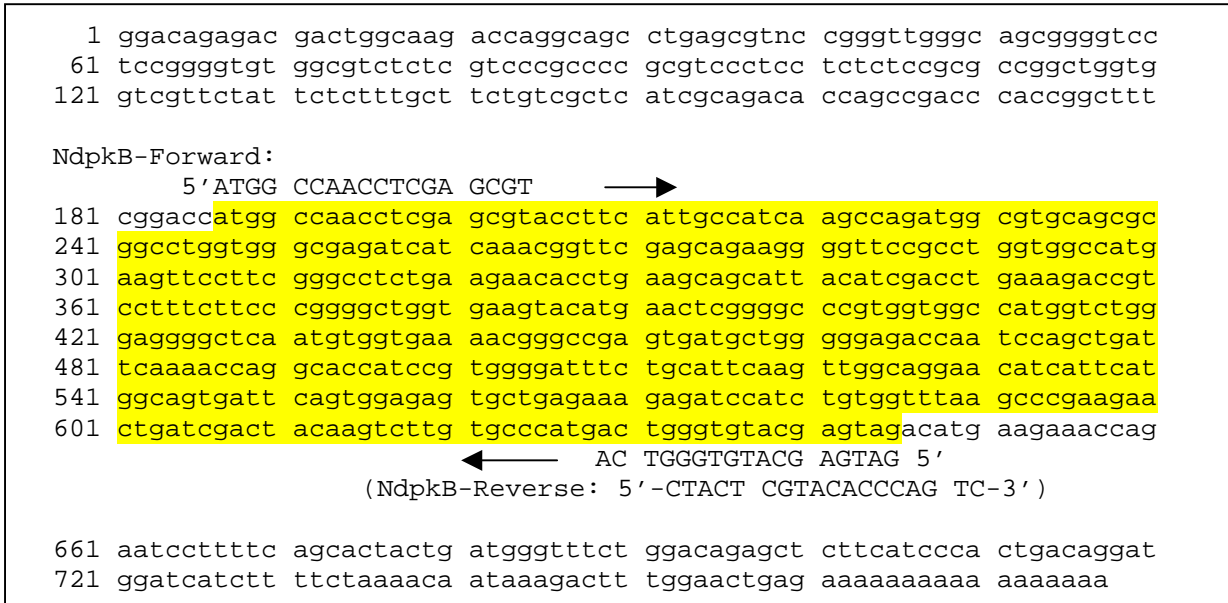 1 ggacagagac gactggcaag accaggcagc ctgagcgtnc cgggttgggc agcggggtcc
61 tccggggtgt ggcgtctctc gtcccgcccc gcgtccctcc tctctccgcg ccggctggtg
121 gtcgttctat tctctttgct tctgtcgctc atcgcagaca ccagccgacc caccggcttt
NdpkB-Forward:
5’ATGG CCAACCTCGA GCGT
181 cggaccatgg ccaacctcga gcgtaccttc attgccatca agccagatgg cgtgcagcgc
241 ggcctggtgg gcgagatcat caaacggttc gagcagaagg ggttccgcct ggtggccatg
301 aagttccttc gggcctctga agaacacctg aagcagcatt acatcgacct gaaagaccgt
361 cctttcttcc cggggctggt gaagtacatg aactcggggc ccgtggtggc catggtctgg
421 gaggggctca atgtggtgaa aacgggccga gtgatgctgg gggagaccaa tccagctgat
481 tcaaaaccag gcaccatccg tggggatttc tgcattcaag ttggcaggaa catcattcat
541 ggcagtgatt cagtggagag tgctgagaaa gagatccatc tgtggtttaa gcccgaagaa
601 ctgatcgact acaagtcttg tgcccatgac tgggtgtacg agtagacatg aagaaaccag
AC TGGGTGTACG AGTAG 5’
(NdpkB-Reverse: 5’-CTACT CGTACACCCAG TC-3’)
661 aatccttttc agcactactg atgggtttct ggacagagct cttcatccca ctgacaggat
721 ggatcatctt ttctaaaaca ataaagactt tggaactgag aaaaaaaaaa aaaaaaa